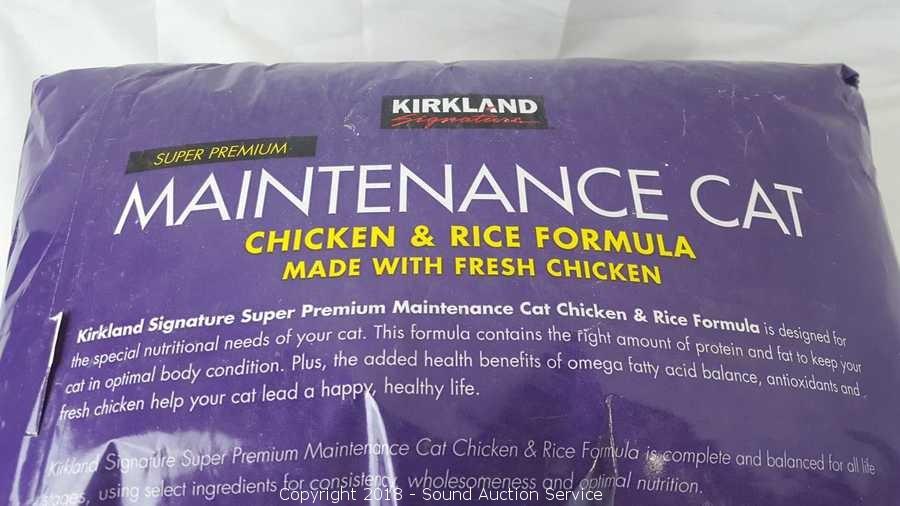 KIRKLAND
Signature
SUPER PREMIUM
MAINTENANCE CAT
CHICKEN & RICE FORMULA
MADE WITH FRESH CHICKEN
Kirkland Signature Super Premium Maintenance Cat Chicken & Rice Formula is designed for
the special nutritional needs of your cat. This formula contains the right amount of protein and fat to keep your
cat in optimal body condition. Plus, the added health benefits of omega fatty acid balance, antioxidants and
fresh chicken help your cat lead a happy, healthy life.
Kirkland Signature Super Premium Maintenance Cat Chicken & Rice Formula is complete and balanced for all life
stages, using select ingredients for consistency, wholesomeness and optimal nutrition.
Copyright 2018 - Sound Auction Service